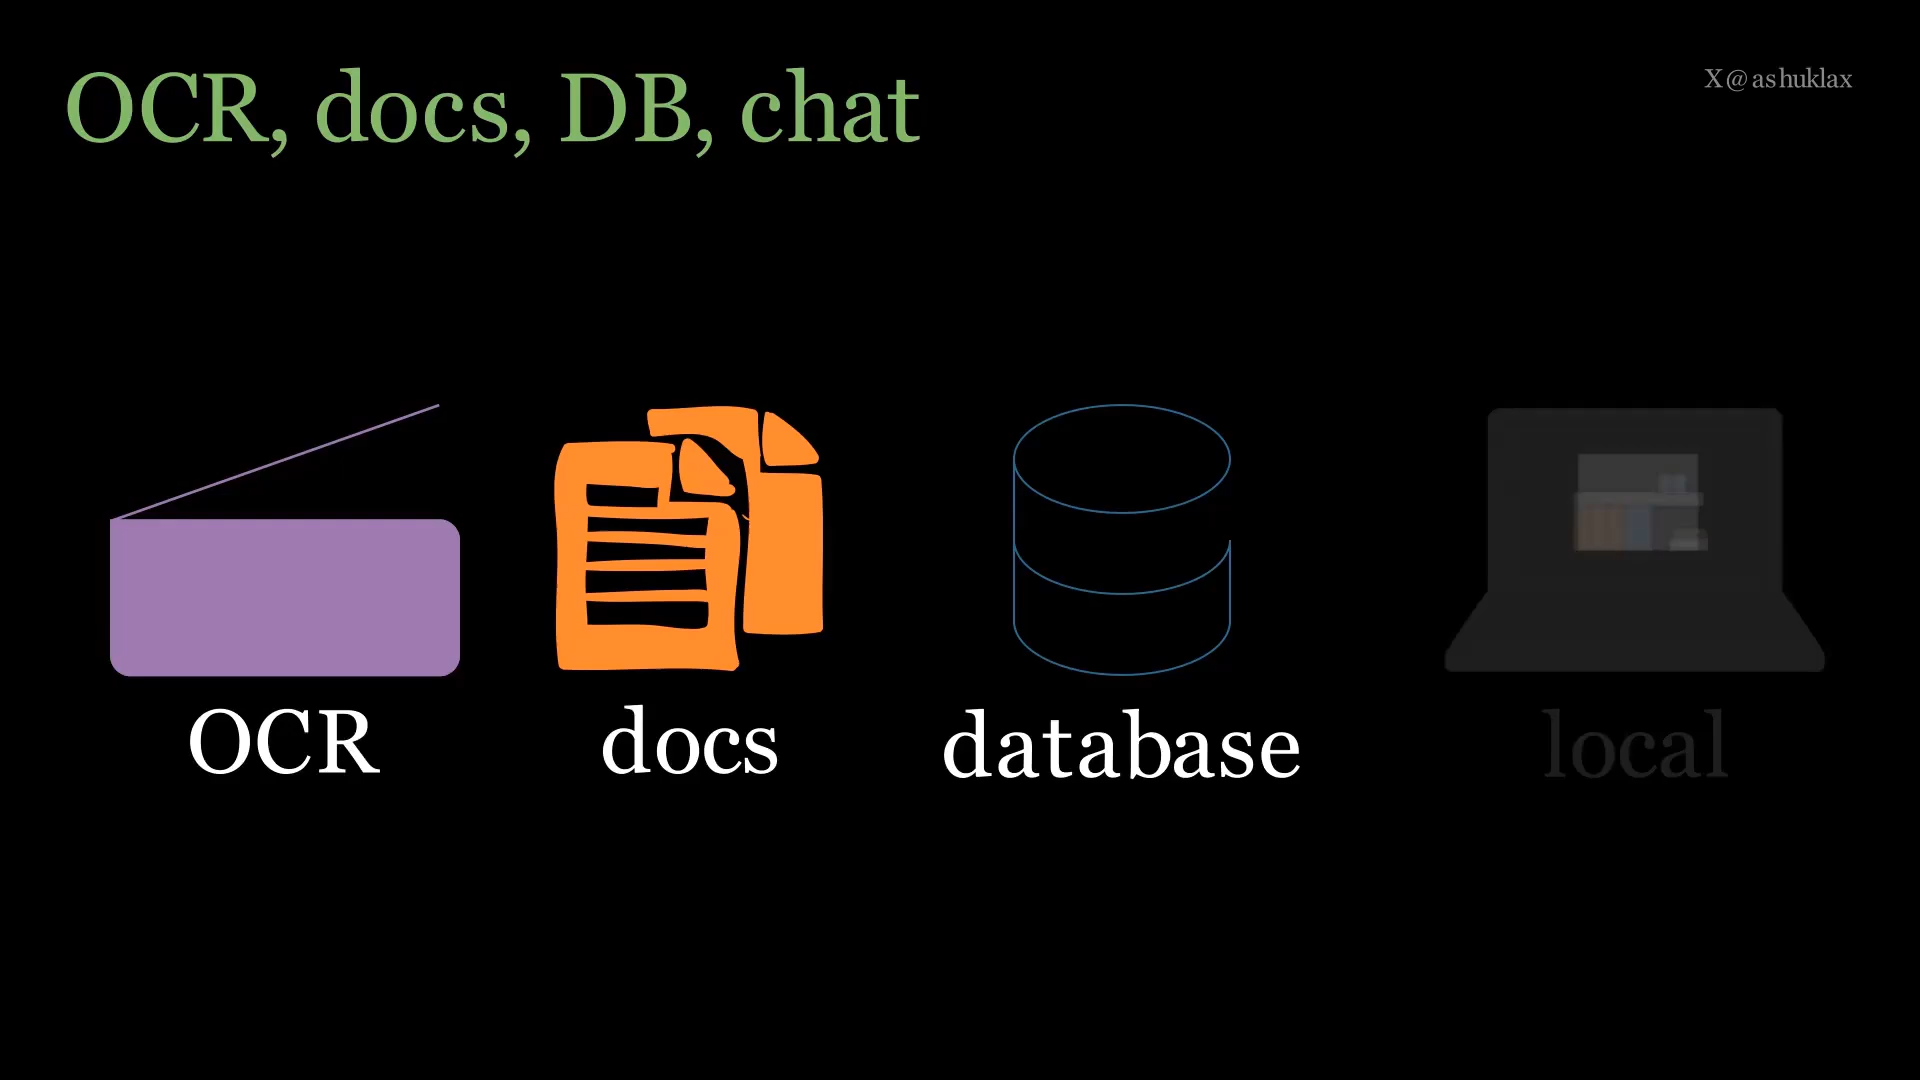 OCR, docs, DB, chat
X@ashuklax
OCR
docs
database
local